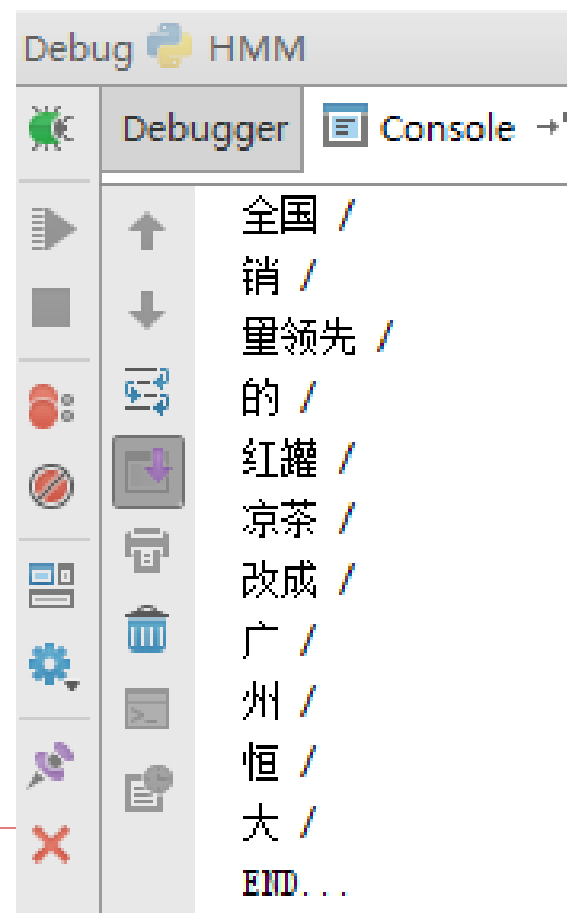 Debug HMM
Debugger Console
全国 /
销 /
量领先 /
的 /
红罐 /
凉茶 /
改成 /
广 /
州 /
恒 /
大 /
END...